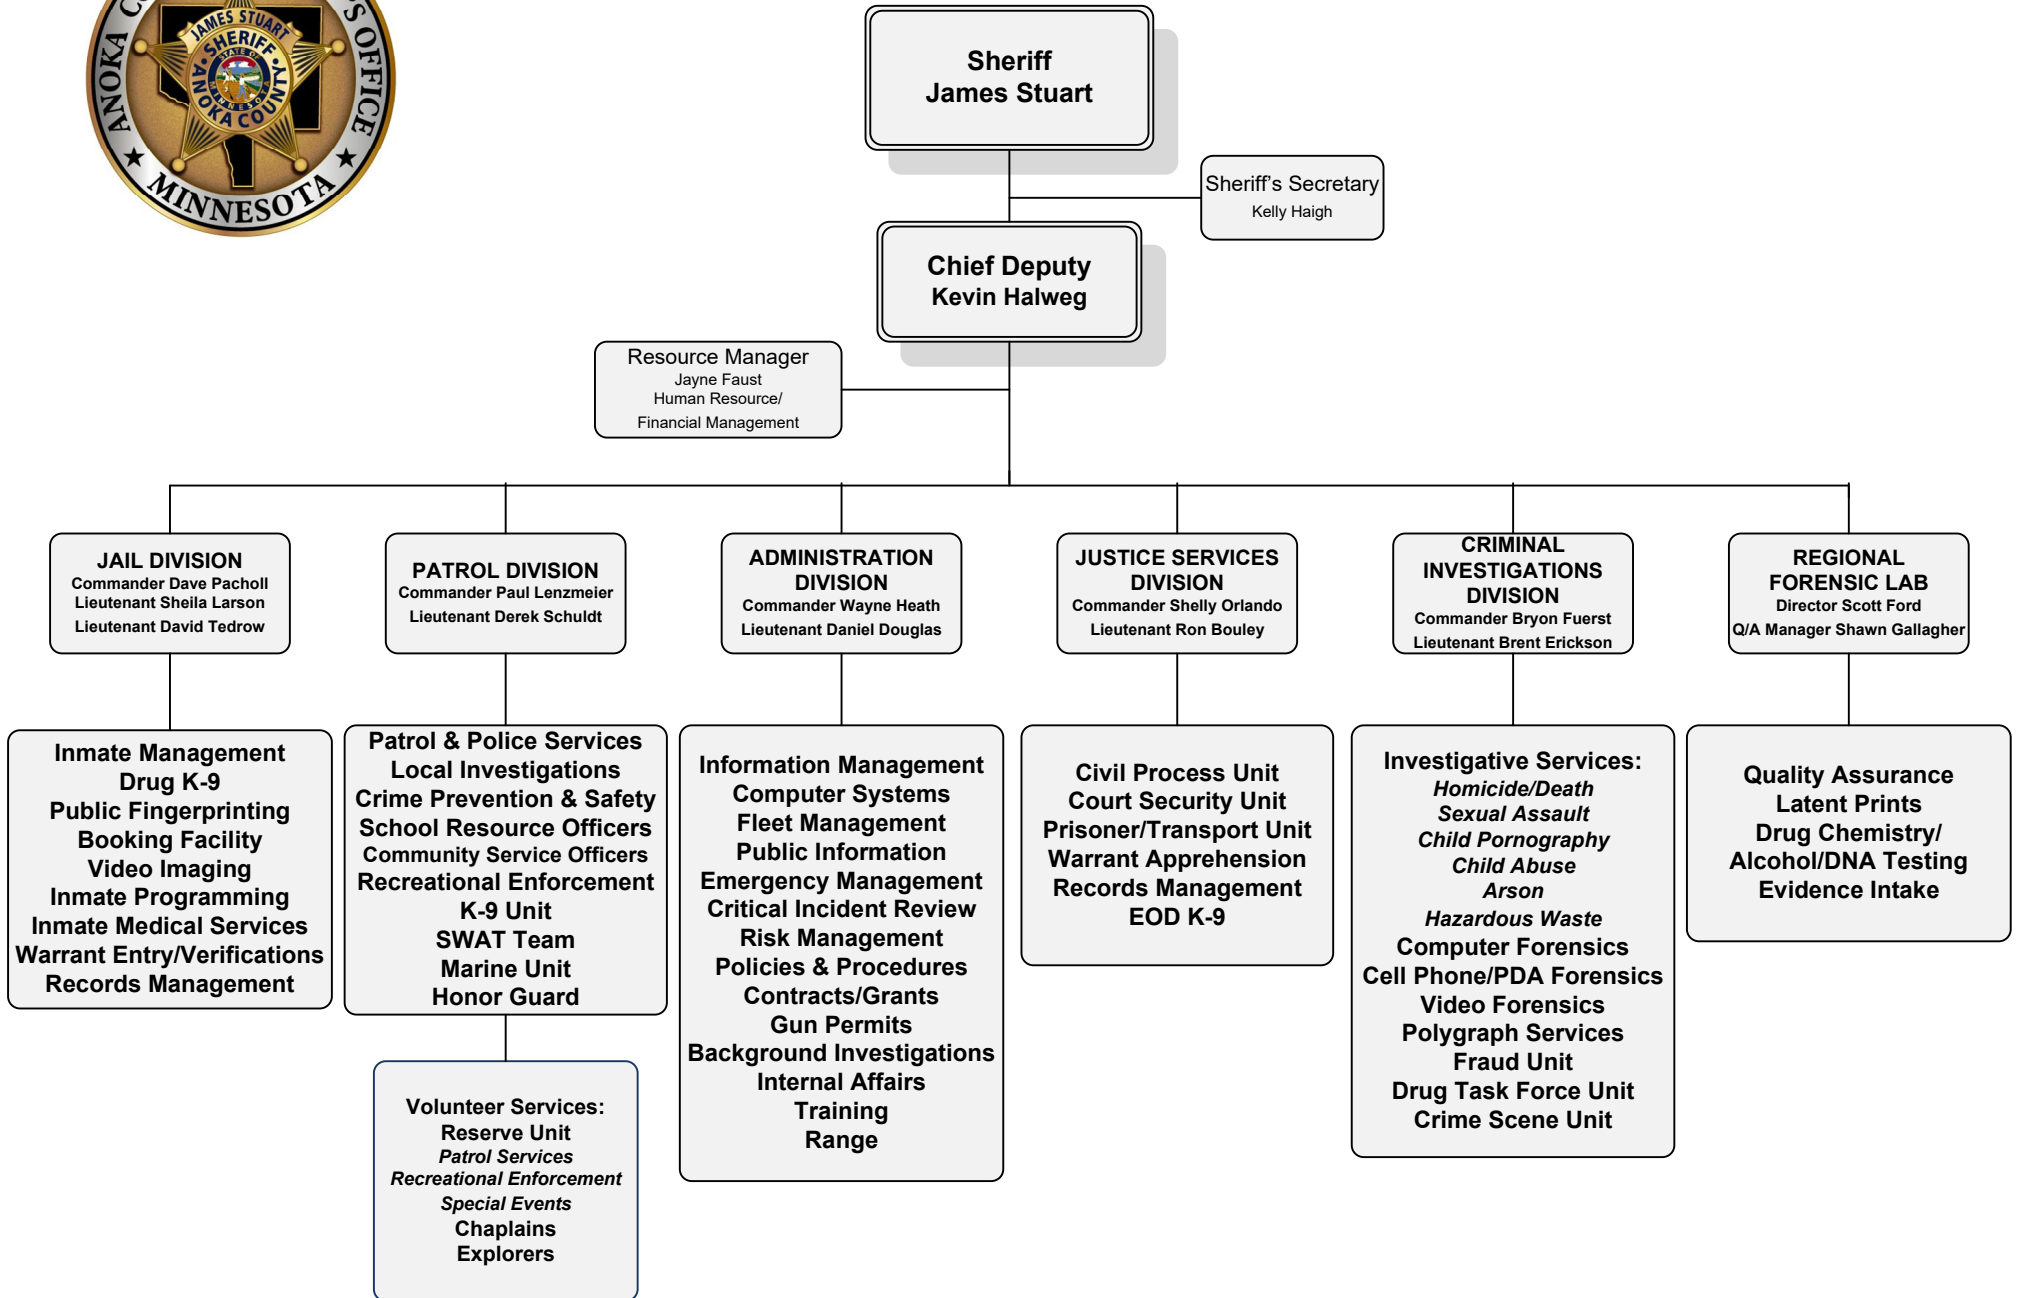 ANOKA
'S OFFICE
JAMES STUART
SHERIFF
STATE OF
MINNESOTA
ANOKA COUNTY
MINNESOTA
Sheriff
James Stuart
Sheriff's Secretary
Kelly Haigh
Chief Deputy
Kevin Halweg
Resource Manager
Jayne Faust
Human Resource/
Financial Management
JAIL DIVISION
Commander Dave Pacholl
Lieutenant Sheila Larson
Lieutenant David Tedrow
PATROL DIVISION
Commander Paul Lenzmeier
Lieutenant Derek Schuldt
ADMINISTRATION
DIVISION
Commander Wayne Heath
Lieutenant Daniel Douglas
JUSTICE SERVICES
DIVISION
Commander Shelly Orlando
Lieutenant Ron Bouley
CRIMINAL
INVESTIGATIONS
DIVISION
Commander Bryon Fuerst
Lieutenant Brent Erickson
REGIONAL
FORENSIC LAB
Director Scott Ford
Q/A Manager Shawn Gallagher
Inmate Management
Drug K-9
Public Fingerprinting
Booking Facility
Video Imaging
Inmate Programming
Inmate Medical Services
Warrant Entry/Verifications
Records Management
Patrol & Police Services
Local Investigations
Crime Prevention & Safety
School Resource Officers
Community Service Officers
Recreational Enforcement
K-9 Unit
SWAT Team
Marine Unit
Honor Guard
Volunteer Services:
Reserve Unit
Patrol Services
Recreational Enforcement
Special Events
Chaplains
Explorers
Information Management
Computer Systems
Fleet Management
Public Information
Emergency Management
Critical Incident Review
Risk Management
Policies & Procedures
Contracts/Grants
Gun Permits
Background Investigations
Internal Affairs
Training
Range
Civil Process Unit
Court Security Unit
Prisoner/Transport Unit
Warrant Apprehension
Records Management
EOD K-9
Investigative Services:
Homicide/Death
Sexual Assault
Child Pornography
Child Abuse
Arson
Hazardous Waste
Computer Forensics
Cell Phone/PDA Forensics
Video Forensics
Polygraph Services
Fraud Unit
Drug Task Force Unit
Crime Scene Unit
Quality Assurance
Latent Prints
Drug Chemistry/
Alcohol/DNA Testing
Evidence Intake